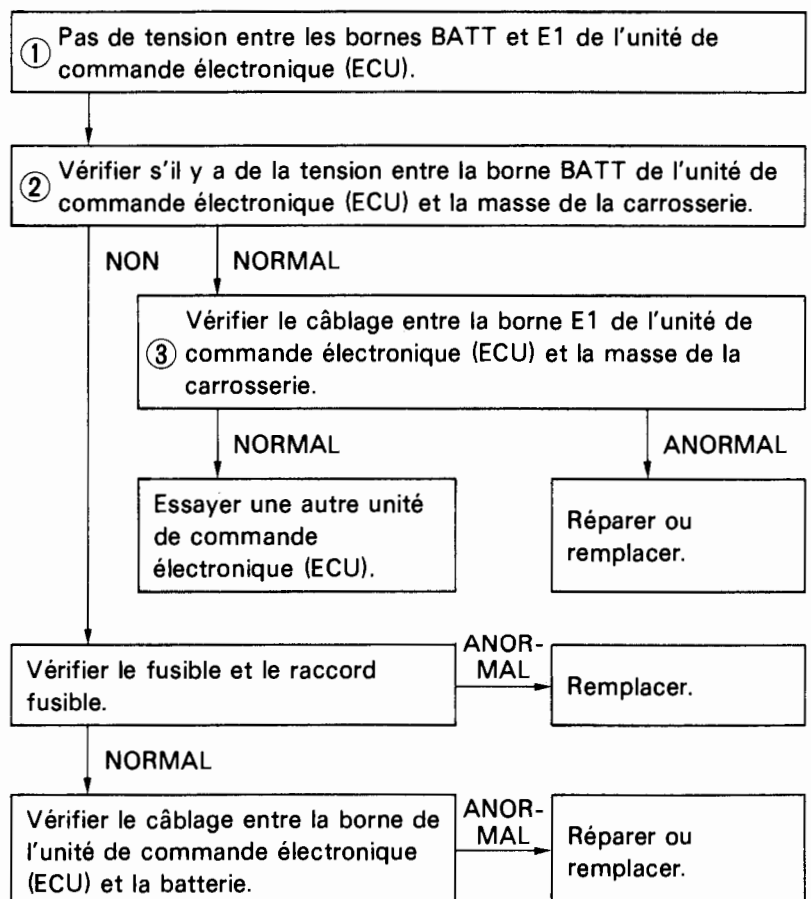 ① Pas de tension entre les bornes BATT et E1 de l'unité de
commande électronique (ECU).
② Vérifier s'il y a de la tension entre la borne BATT de l'unité de
commande électronique (ECU) et la masse de la carrosserie.
NON
NORMAL
Vérifier le câblage entre la borne E1 de l'unité de
③ commande électronique (ECU) et la masse de la
carrosserie.
NORMAL
ANORMAL
Essayer une autre unité
de commande
électronique (ECU).
Réparer ou
remplacer.
Vérifier le fusible et le raccord
fusible.
ANOR-
MAL
Remplacer.
NORMAL
Vérifier le câblage entre la borne de
l'unité de commande électronique
(ECU) et la batterie.
ANOR-
MAL
Réparer ou
remplacer.